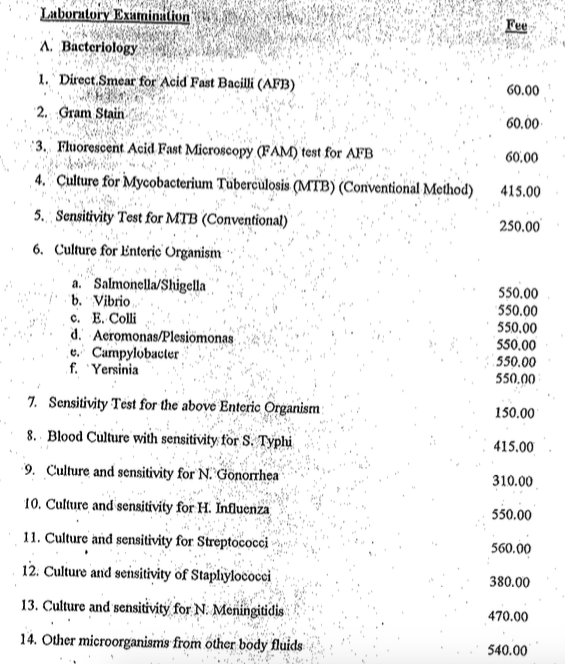 Laboratory Examination Fee
A. Bacteriology
1. Direct Smear for Acid Fast Bacilli (AFB) 60.00
2. Gram Stain 60.00
3. Fluorescent Acid Fast Microscopy (FAM) test for AFB 60.00
4. Culture for Mycobacterium Tuberculosis (MTB) (Conventional Method) 415.00
5. Sensitivity Test for MTB (Conventional) 250.00
6. Culture for Enteric Organism
a. Salmonella/Shigella 550.00
b. Vibrio 550.00
c. E. Colli 550.00
d. Aeromonas/Plesiomonas 550.00
e. Campylobacter 550.00
f. Yersinia 550.00
7. Sensitivity Test for the above Enteric Organism 150.00
8. Blood Culture with sensitivity for S. Typhi 415.00
9. Culture and sensitivity for N. Gonorrhea 310.00
10. Culture and sensitivity for H. Influenza 550.00
11. Culture and sensitivity for Streptococci 560.00
12. Culture and sensitivity of Staphylococci 380.00
13. Culture and sensitivity for N. Meningitidis 470.00
14. Other microorganisms from other body fluids 540.00